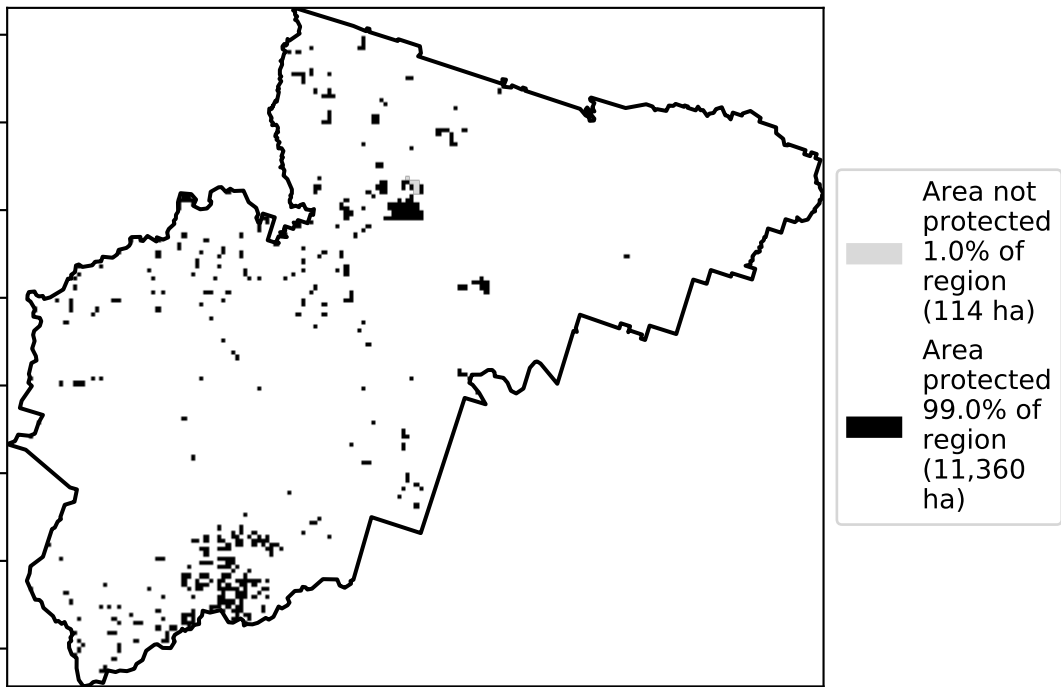 Area not
protected
1.0% of
region
(114 ha)
Area
protected
99.0% of
region
(11,360
ha)